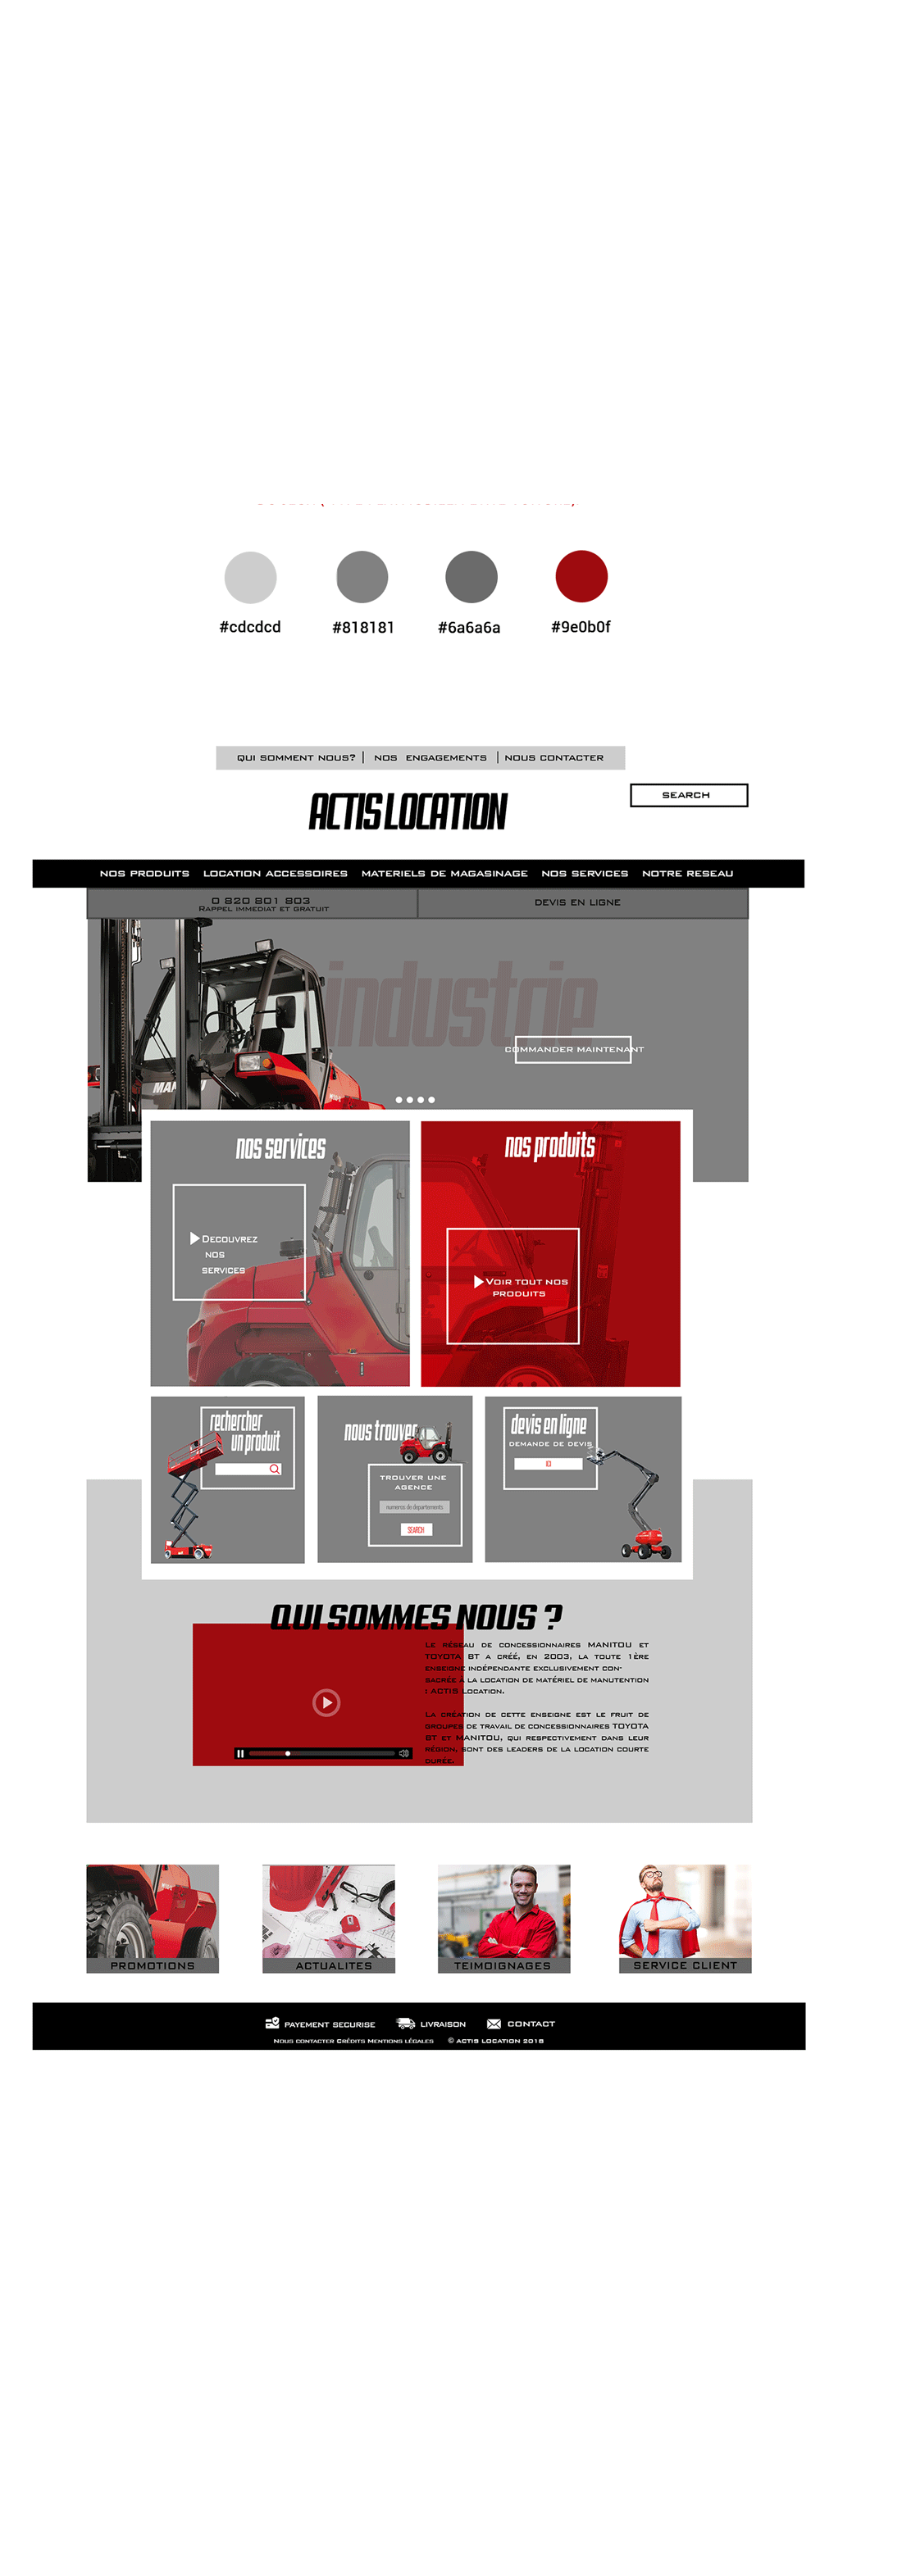 #cdcdcd #818181 #6a6a6a #9e0b0f
QUI SOMMENT NOUS? | NOS ENGAGEMENTS | NOUS CONTACTER
SEARCH
ACTIS LOCATION
NOS PRODUITS LOCATION ACCESSOIRES MATERIELS DE MAGASINAGE NOS SERVICES NOTRE RESEAU
0 820 801 803
RAPPEL IMMEDIAT ET GRATUIT
DEVIS EN LIGNE
industrie
COMMANDER MAINTENANT
nos services
DECOUVREZ
NOS
SERVICES
nos produits
VOIR TOUT NOS
PRODUITS
rechercher
un produit
nous trouver
TROUVER UNE
AGENCE
numeros de departements
SEARCH
devis en ligne
DEMANDE DE DEVIS
QUI SOMMES NOUS ?
LE RÉSEAU DE CONCESSIONNAIRES MANITOU ET
TOYOTA BT A CRÉÉ, EN 2003, LA TOUTE 1ÈRE
ENSEIGNE INDÉPENDANTE EXCLUSIVEMENT CON-
SACRÉE À LA LOCATION DE MATÉRIEL DE MANUTENTION
: ACTIS LOCATION.
LA CRÉATION DE CETTE ENSEIGNE EST LE FRUIT DE
GROUPES DE TRAVAIL DE CONCESSIONNAIRES TOYOTA
BT ET MANITOU, QUI RESPECTIVEMENT DANS LEUR
RÉGION, SONT DES LEADERS DE LA LOCATION COURTE
DURÉE.
PROMOTIONS
ACTUALITES
TEIMOIGNAGES
SERVICE CLIENT
PAYEMENT SECURISE LIVRAISON CONTACT
NOUS CONTACTER CRÉDITS MENTIONS LÉGALES © ACTIS LOCATION 2018